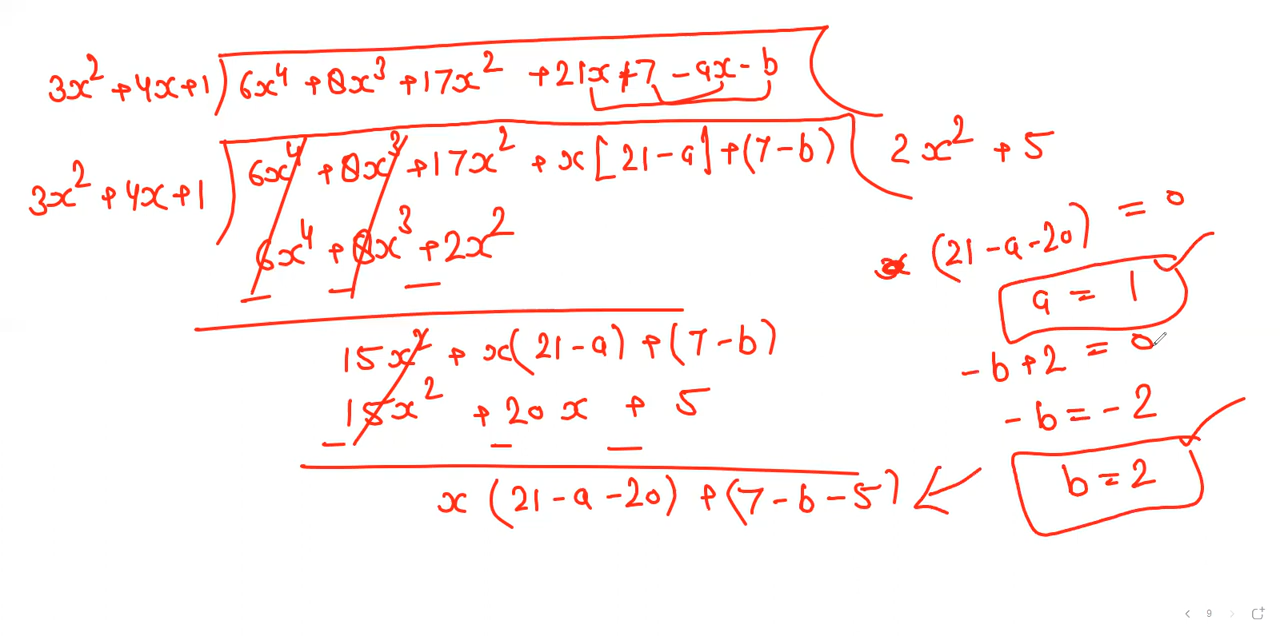 3x² + 4x + 1 ) 6x⁴ + 8x³ + 17x² + 21x + 7 - ax - b
3x² + 4x + 1 ) 6x⁴ + 8x³ + 17x² + x [ 21 - a ] + (7 - b) ( 2x² + 5
6x⁴ + 8x³ + 2x²
15x² + x(21 - a) + (7 - b)
15x² + 20x + 5
x (21 - a - 20) + (7 - b - 5)
(21 - a - 20) = 0
a = 1
- b + 2 = 0
- b = - 2
b = 2
9